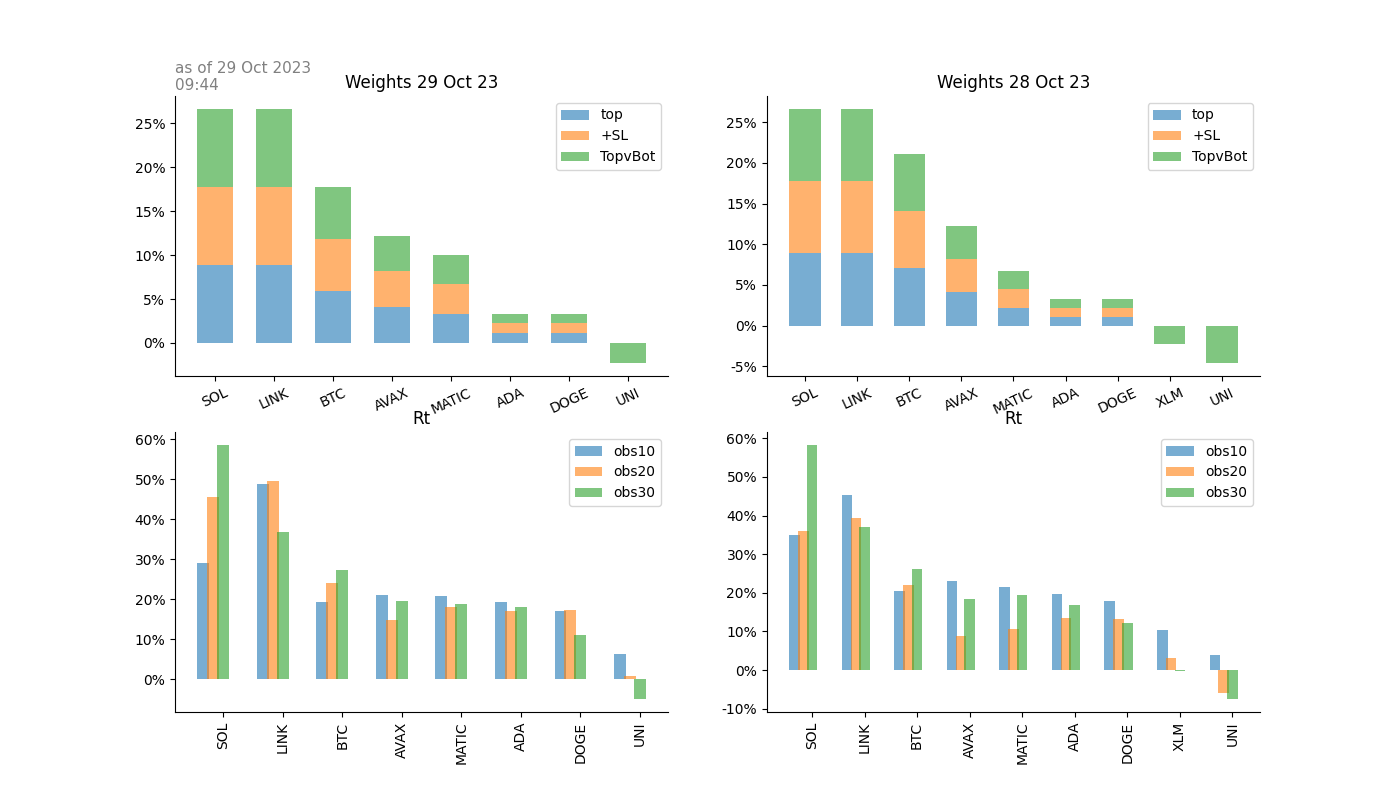 as of 29 Oct 2023
09:44
Weights 29 Oct 23
25%
20%
15%
10%
5%
0%
top
+SL
TopvBot
SOL
LINK
BTC
AVAX
MATIC
ADA
DOGE
UNI
Weights 28 Oct 23
25%
20%
15%
10%
5%
0%
-5%
top
+SL
TopvBot
SOL
LINK
BTC
AVAX
MATIC
ADA
DOGE
XLM
UNI
Rt
60%
50%
40%
30%
20%
10%
0%
obs10
obs20
obs30
SOL
LINK
BTC
AVAX
MATIC
ADA
DOGE
UNI
Rt
60%
50%
40%
30%
20%
10%
0%
-10%
obs10
obs20
obs30
SOL
LINK
BTC
AVAX
MATIC
ADA
DOGE
XLM
UNI